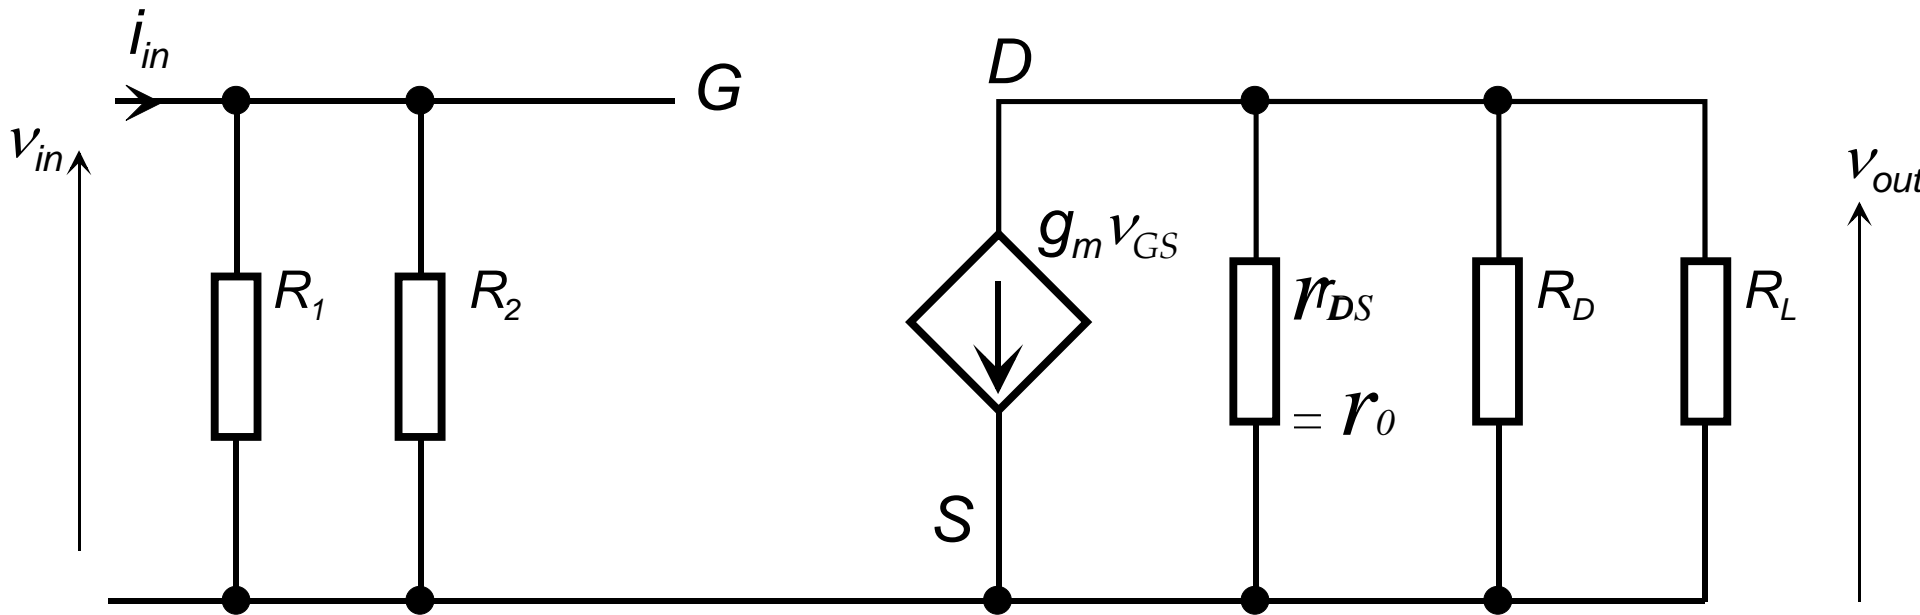 i_in
G
D
v_in
v_out
g_m v_GS
R_1
R_2
r_DS
R_D
R_L
= r_0
S